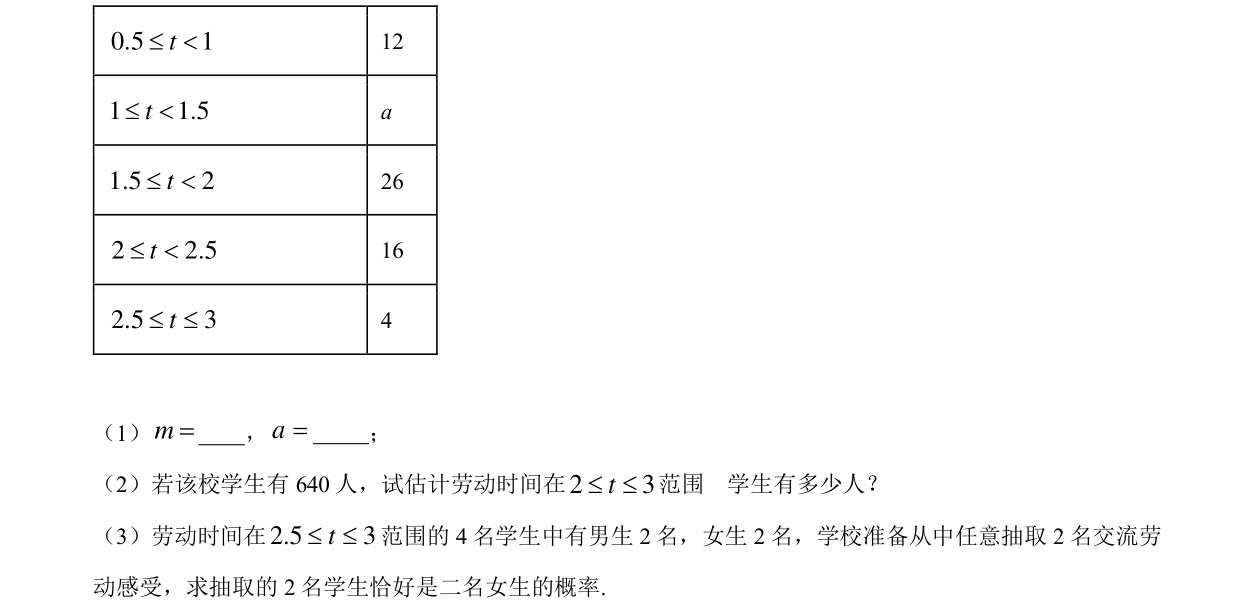 0.5≤t<1 12
1≤t<1.5 a
1.5≤t<2 26
2≤t<2.5 16
2.5≤t≤3 4
（1）m=____，a=_____；
（2）若该校学生有 640 人，试估计劳动时间在 2≤t≤3 范围 学生有多少人？
（3）劳动时间在 2.5≤t≤3 范围的 4 名学生中有男生 2 名，女生 2 名，学校准备从中任意抽取 2 名交流劳
动感受，求抽取的 2 名学生恰好是二名女生的概率.